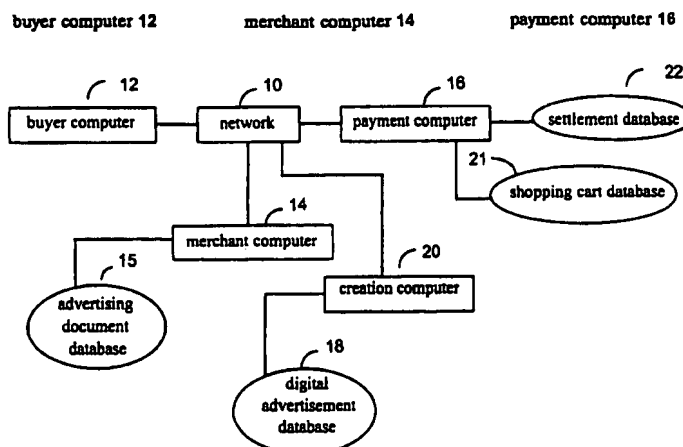 buyer computer 12 merchant computer 14 payment computer 16
12 10 16 22
buyer computer network payment computer settlement database
21
shopping cart database
14
merchant computer
15 20
advertising
document
database
creation computer
18
digital
advertisement
database